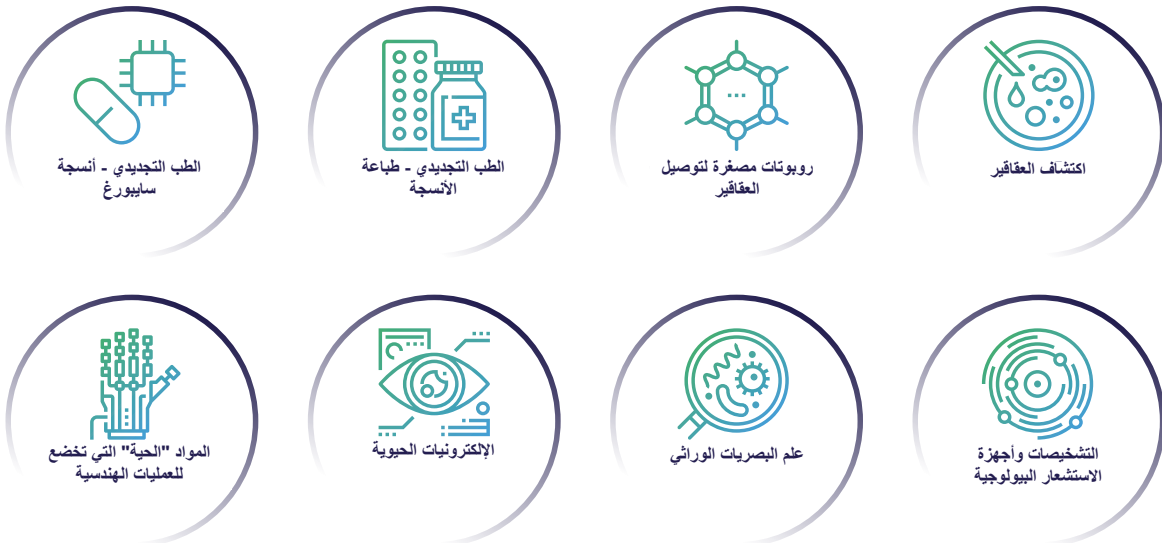 اكتشاف العقاقير
روبوتات مصغرة لتوصيل
العقاقير
الطب التجديدي - طباعة
الأنسجة
الطب التجديدي - أنسجة
سايبورغ
التشخيصات وأجهزة
الاستشعار البيولوجية
علم البصريات الوراثي
الإلكترونيات الحيوية
المواد "الحية" التي تخضع
للعمليات الهندسية